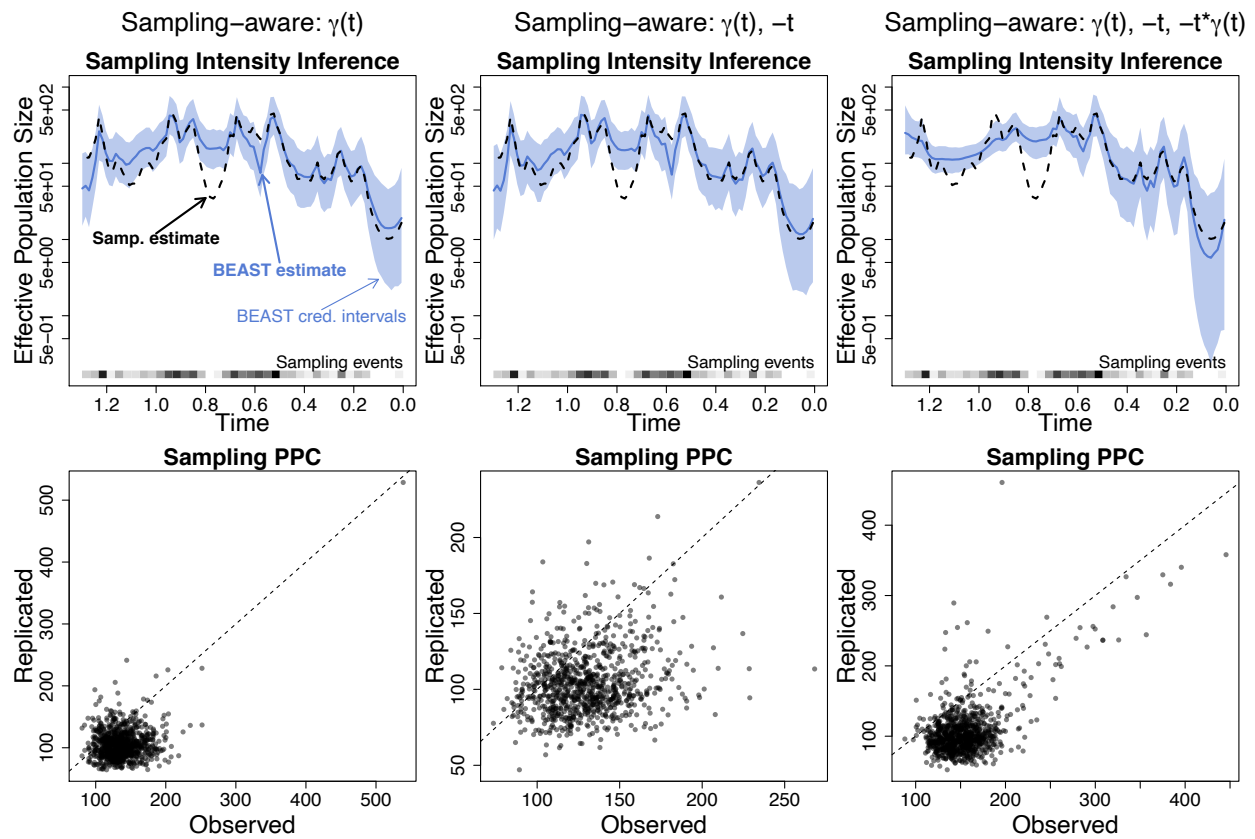 Sampling−aware: γ(t)
Sampling−aware: γ(t), −t
Sampling−aware: γ(t), −t, −t*γ(t)
Sampling Intensity Inference
Effective Population Size
5e+02
5e+01
5e+00
5e−01
Samp. estimate
BEAST estimate
BEAST cred. intervals
Sampling events
1.2 1.0 0.8 0.6 0.4 0.2 0.0
Time
Sampling Intensity Inference
Effective Population Size
5e+02
5e+01
5e+00
5e−01
Sampling events
1.2 1.0 0.8 0.6 0.4 0.2 0.0
Time
Sampling Intensity Inference
Effective Population Size
5e+02
5e+01
5e+00
5e−01
Sampling events
1.2 1.0 0.8 0.6 0.4 0.2 0.0
Time
Sampling PPC
Replicated
500
400
300
200
100
100 200 300 400 500
Observed
Sampling PPC
Replicated
200
150
100
50
100 150 200 250
Observed
Sampling PPC
Replicated
400
300
200
100
100 200 300 400
Observed